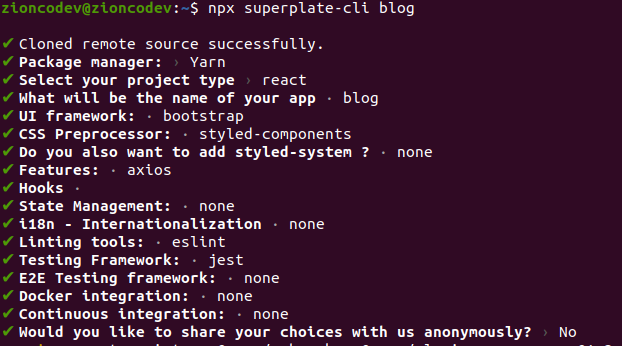 zioncodev@zioncodev:~$ npx superplate-cli blog
✔ Cloned remote source successfully.
✔ Package manager: › Yarn
✔ Select your project type › react
✔ What will be the name of your app · blog
✔ UI framework: · bootstrap
✔ CSS Preprocessor: · styled-components
✔ Do you also want to add styled-system ? · none
✔ Features: · axios
✔ Hooks ·
✔ State Management: · none
✔ i18n - Internationalization · none
✔ Linting tools: · eslint
✔ Testing Framework: · jest
✔ E2E Testing framework: · none
✔ Docker integration: · none
✔ Continuous integration: · none
✔ Would you like to share your choices with us anonymously? › No